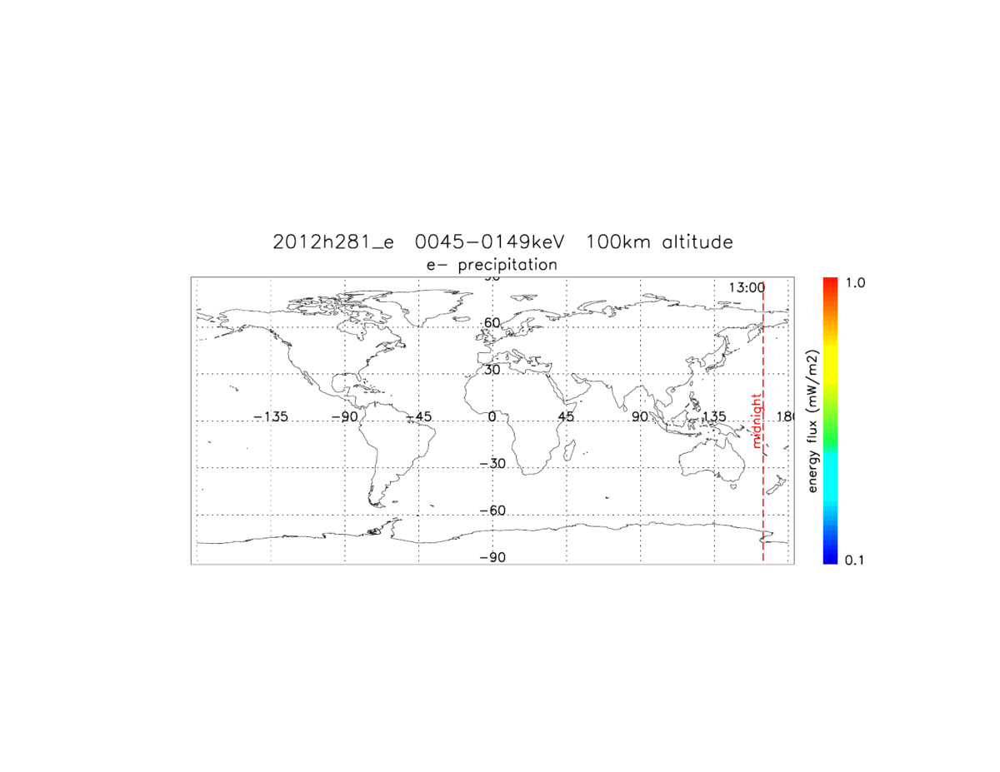 2012h281_e 0045-0149keV 100km altitude
e- precipitation
13:00
1.0
60
30
-135 -90 -45 0 45 90 135 180
midnight
energy flux (mW/m2)
-30
-60
-90
0.1